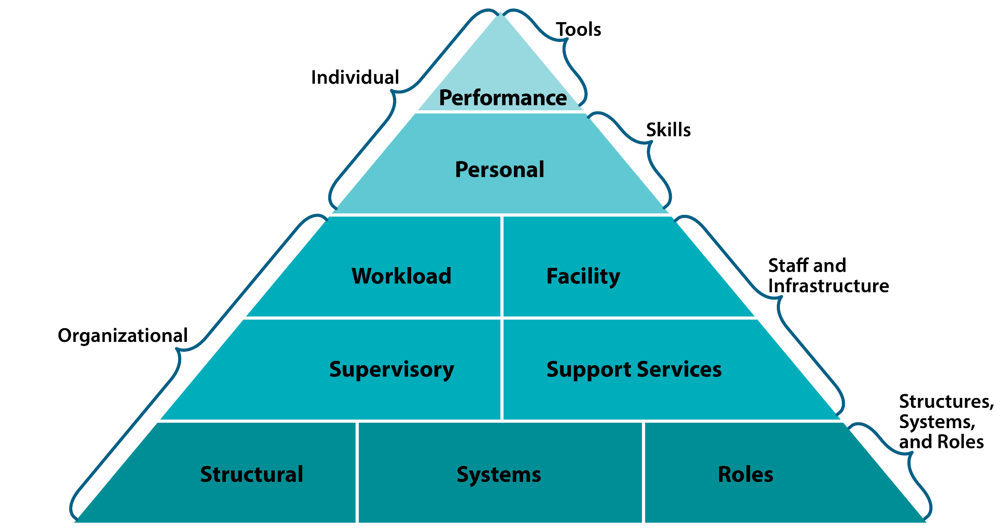 Tools
Individual
Performance
Skills
Personal
Workload
Facility
Staff and
Infrastructure
Organizational
Supervisory
Support Services
Structures,
Systems,
and Roles
Structural
Systems
Roles